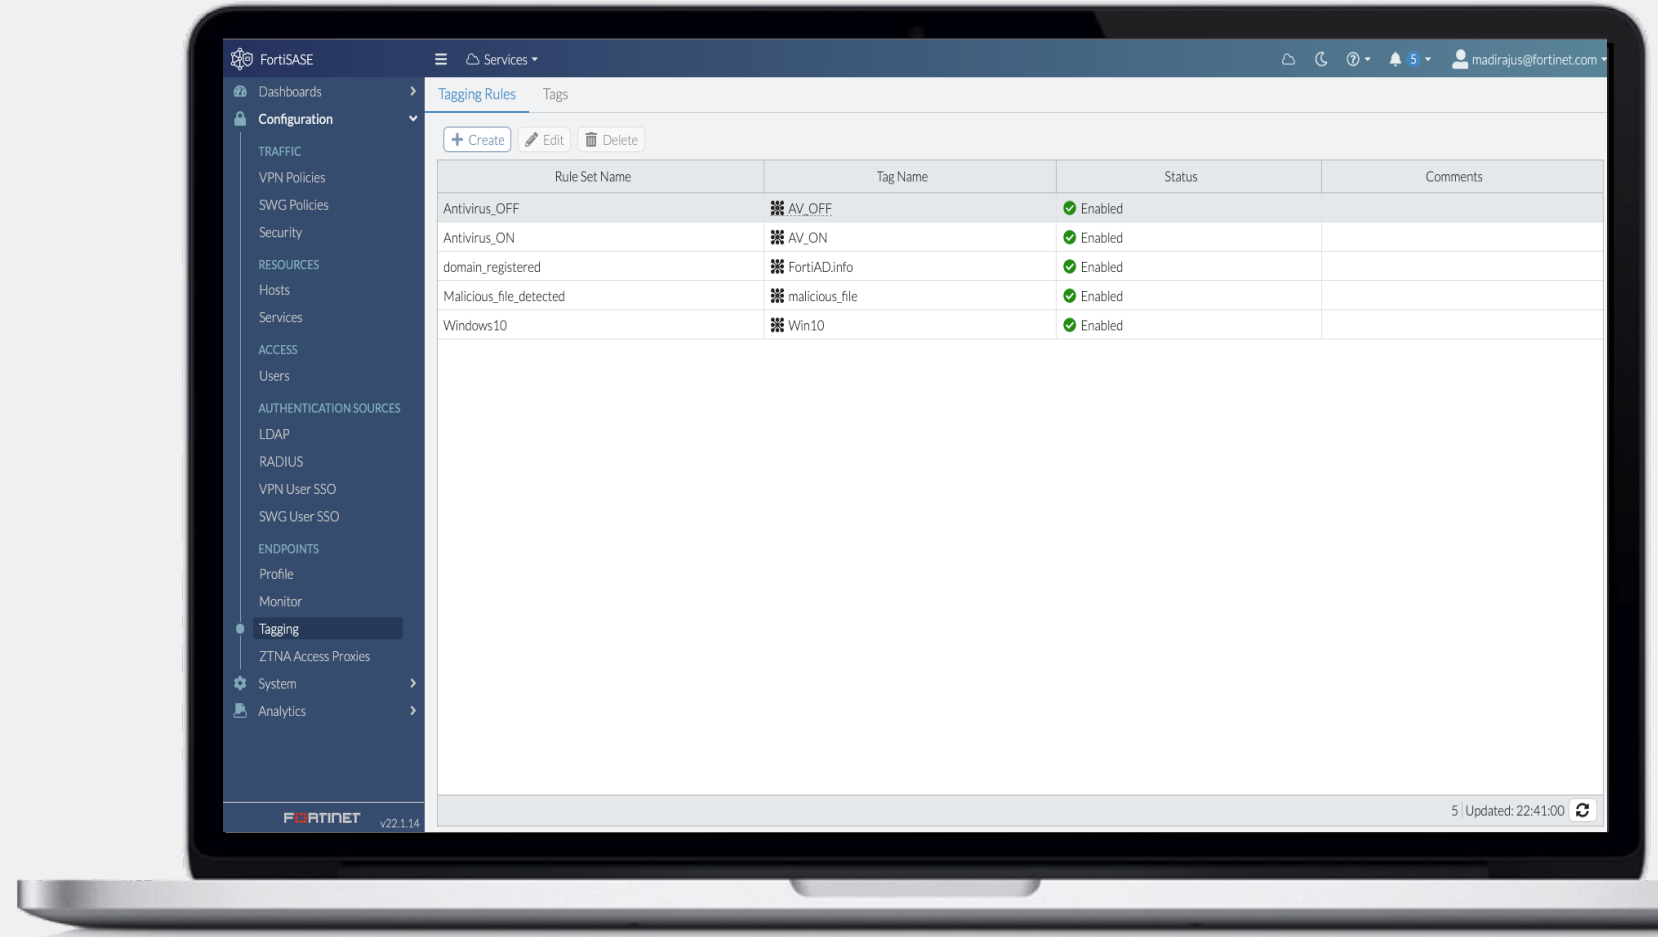 FortiSASE
Services
5
madirajus@fortinet.com
Dashboards
Configuration
TRAFFIC
VPN Policies
SWG Policies
Security
RESOURCES
Hosts
Services
ACCESS
Users
AUTHENTICATION SOURCES
LDAP
RADIUS
VPN User SSO
SWG User SSO
ENDPOINTS
Profile
Monitor
Tagging
ZTNA Access Proxies
System
Analytics
FORTINET v22.1.14
Tagging Rules Tags
+ Create Edit Delete
Rule Set Name Tag Name Status Comments
Antivirus_OFF AV_OFF Enabled
Antivirus_ON AV_ON Enabled
domain_registered FortiAD.info Enabled
Malicious_file_detected malicious_file Enabled
Windows10 Win10 Enabled
5 Updated: 22:41:00